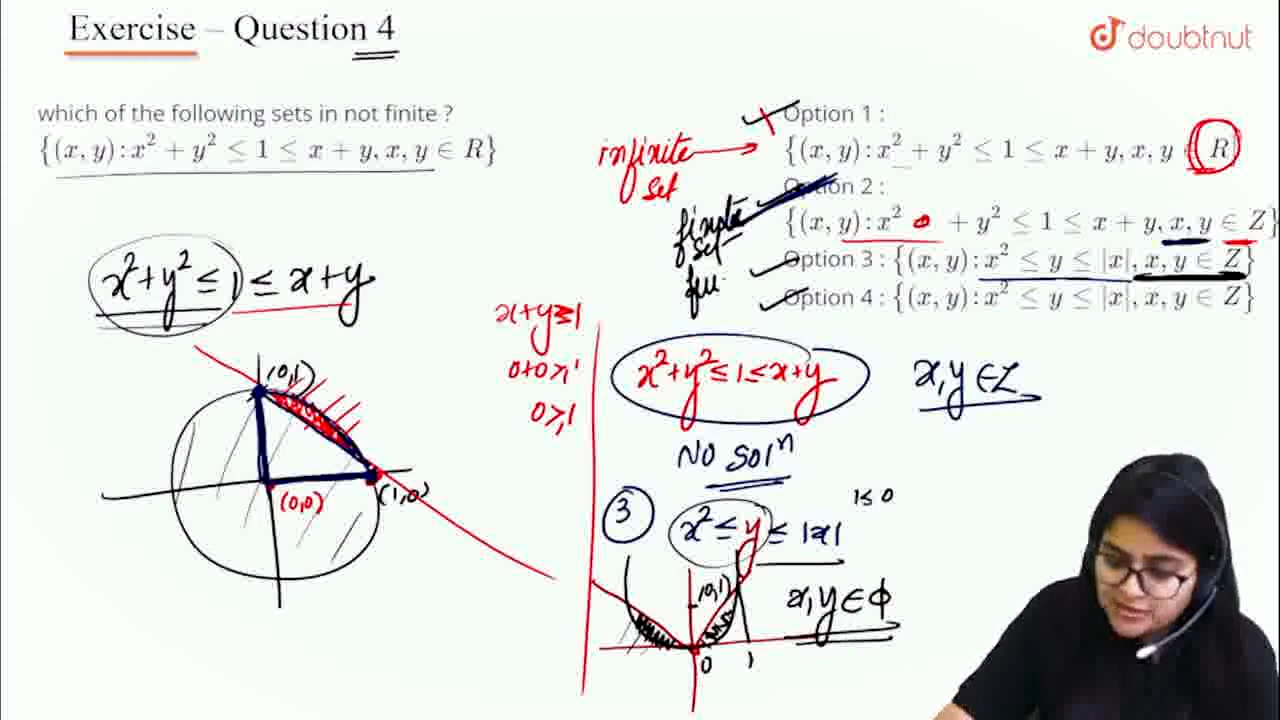 Exercise – Question 4
doubtnut
which of the following sets in not finite ?
{(x, y) : x² + y² ≤ 1 ≤ x + y, x, y ∈ R}
Option 1 :
{(x, y) : x² + y² ≤ 1 ≤ x + y, x, y ∈ R
infinite
set
Option 2 :
{(x, y) : x² + y² ≤ 1 ≤ x + y, x, y ∈ Z}
finite
set
Option 3 : {(x, y) : x² ≤ y ≤ |x|, x, y ∈ Z}
Option 4 : {(x, y) : x² ≤ y ≤ |x|, x, y ∈ Z}
x²+y² ≤ 1 ≤ x+y
x+y≥1
0+0≥1
0≥1
(0,1)
(0,0)
(1,0)
x²+y² ≤ 1 ≤ x+y
x,y ∈ Z
NO Solⁿ
1≤0
3
x² ≤ y ≤ |x|
(0,1)
x,y ∈ ϕ
0
1